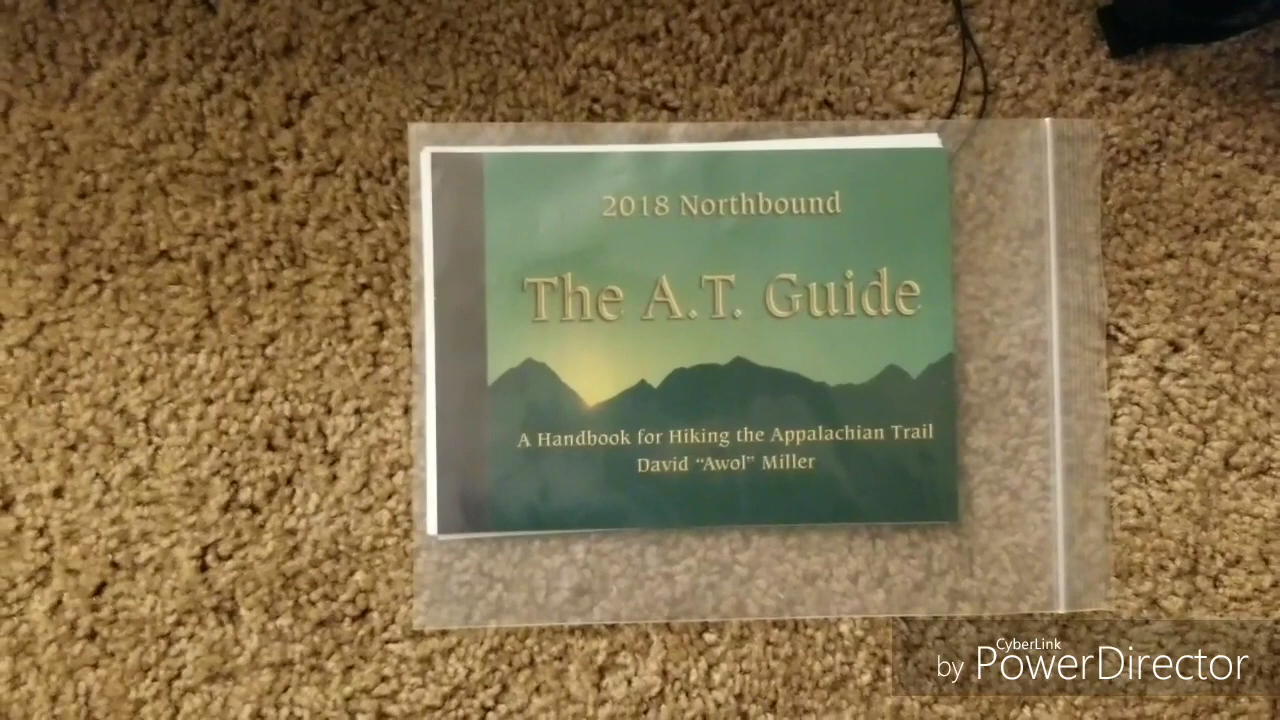 2018 Northbound
The A.T. Guide
A Handbook for Hiking the Appalachian Trail
David “Awol” Miller
CyberLink
by PowerDirector